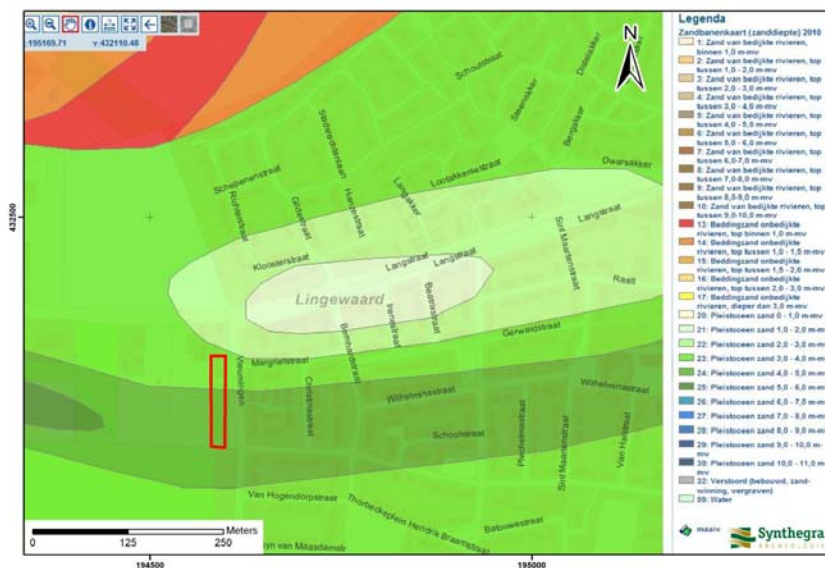 : 195169.71 Y:432110.48
Schoutstraat
Steenakker
Bergakker
Dwarsakker
Schepenenstraat
Richterstraat
Gildestraat
Hanzestraat
Langakker
Langstraat
Sint Maartenstraat
Kloosterstraat
Langstraat
Langstraat
Raalt
Lingewaard
Beatrixstraat
Irenestraat
Bernhardstraat
Gerwardstraat
Margrietstraat
Vleumingen
Christinastraat
Wilhelminastraat
Wilhelminastraat
Schoolstraat
Plechelmastraat
Sint Maartenstraat
Van Halstraat
Van Hogendorpstraat
Thorbeckeplein
Hendrik Braamstraat
Batouwestraat
432500
194500
195000
0 125 250
Meters
N
Legenda
Zandbanenkaart (zanddiepte) 2010
1: Zand van bedijkte rivieren,
binnen 1,0 m-mv
2: Zand van bedijkte rivieren, top
tussen 1,0 - 2,0 m-mv
3: Zand van bedijkte rivieren, top
tussen 2,0 - 3,0 m-mv
4: Zand van bedijkte rivieren, top
tussen 3,0 - 4,0 m-mv
5: Zand van bedijkte rivieren, top
tussen 4,0 - 5,0 m-mv
6: Zand van bedijkte rivieren, top
tussen 5,0 - 6,0 m-mv
7: Zand van bedijkte rivieren, top
tussen 6,0-7,0 m-mv
8: Zand van bedijkte rivieren, top
tussen 7,0-8,0 m-mv
9: Zand van bedijkte rivieren, top
tussen 8,0-9,0 m-mv
10: Zand van bedijkte rivieren, top
tussen 9,0-10,0 m-mv
13: Beddingzand onbedijkte
rivieren, top binnen 1,0 m-mv
14: Beddingzand onbedijkte
rivieren, top tussen 1,0 - 1,5 m-mv
15: Beddingzand onbedijkte
rivieren, top tussen 1,5 - 2,0 m-mv
16: Beddingzand onbedijkte
rivieren, top tussen 2,0 - 3,0 m-mv
17: Beddingzand onbedijkte
rivieren, dieper dan 3,0 m-mv
20: Pleistoceen zand 0 - 1,0 m-mv
21: Pleistoceen zand 1,0 - 2,0 m-mv
22: Pleistoceen zand 2,0 - 3,0 m-mv
23: Pleistoceen zand 3,0 - 4,0 m-mv
24: Pleistoceen zand 4,0 - 5,0 m-mv
25: Pleistoceen zand 5,0 - 6,0 m-mv
26: Pleistoceen zand 6,0 - 7,0 m-mv
27: Pleistoceen zand 7,0 - 8,0 m-mv
28: Pleistoceen zand 8,0 - 9,0 m-mv
29: Pleistoceen zand 9,0 - 10,0 m-
mv
30: Pleistoceen zand 10,0 - 11,0 m-
mv
32: Verstoord (bebouwd, zand-
winning, vergraven)
99: Water
Synthegra
ARCHEOLOGIE